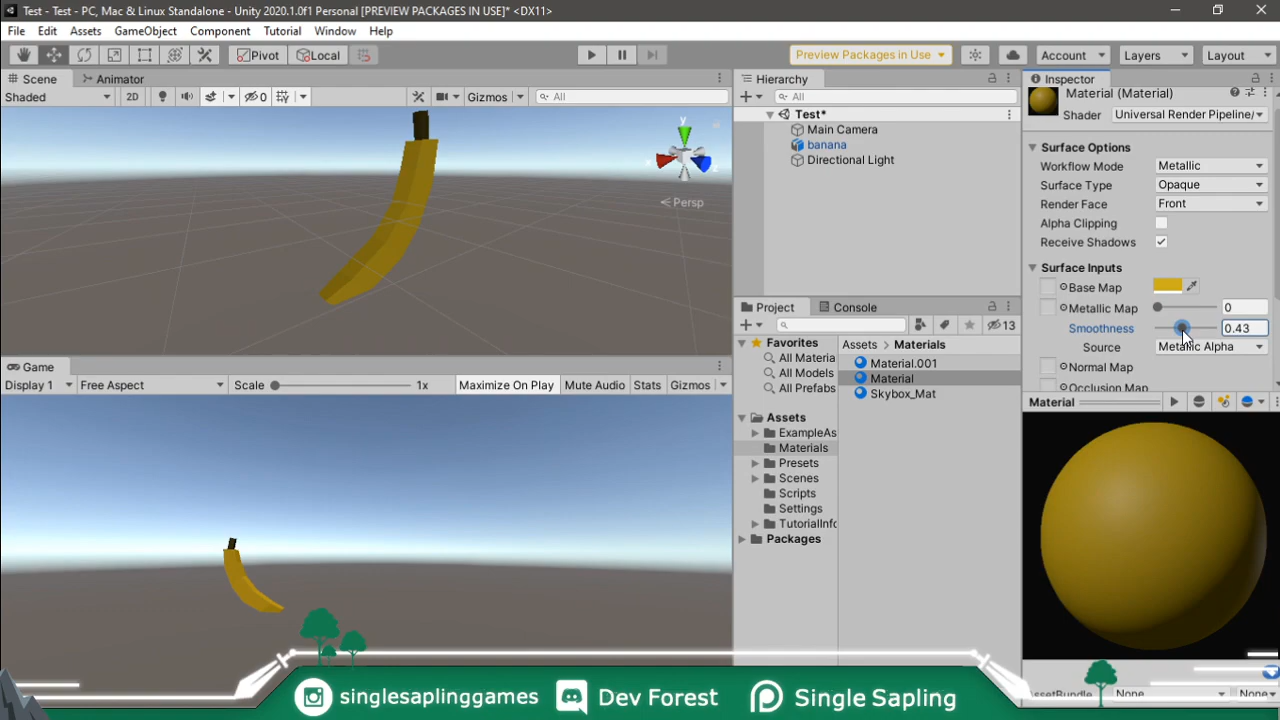 Test - Test - PC, Mac & Linux Standalone - Unity 2020.1.0f1 Personal [PREVIEW PACKAGES IN USE]* <DX11>
File Edit Assets GameObject Component Tutorial Window Help
Pivot Local Preview Packages in Use Account Layers Layout
Scene Animator
Shaded 2D 0 Gizmos All
y
Persp
Hierarchy
All
Test*
Main Camera
banana
Directional Light
Game
Display 1 Free Aspect Scale 1x Maximize On Play Mute Audio Stats Gizmos
Project Console
13
Favorites
All Materia
All Models
All Prefabs
Assets
ExampleAs
Materials
Presets
Scenes
Scripts
Settings
TutorialInfo
Packages
Assets > Materials
Material.001
Material
Skybox_Mat
Inspector
Material (Material)
Shader Universal Render Pipeline/
Surface Options
Workflow Mode Metallic
Surface Type Opaque
Render Face Front
Alpha Clipping
Receive Shadows
Surface Inputs
Base Map
Metallic Map 0
Smoothness 0.43
Source Metallic Alpha
Normal Map
Occlusion Map
Material
AssetBundle None None
singlesaplinggames Dev Forest Single Sapling